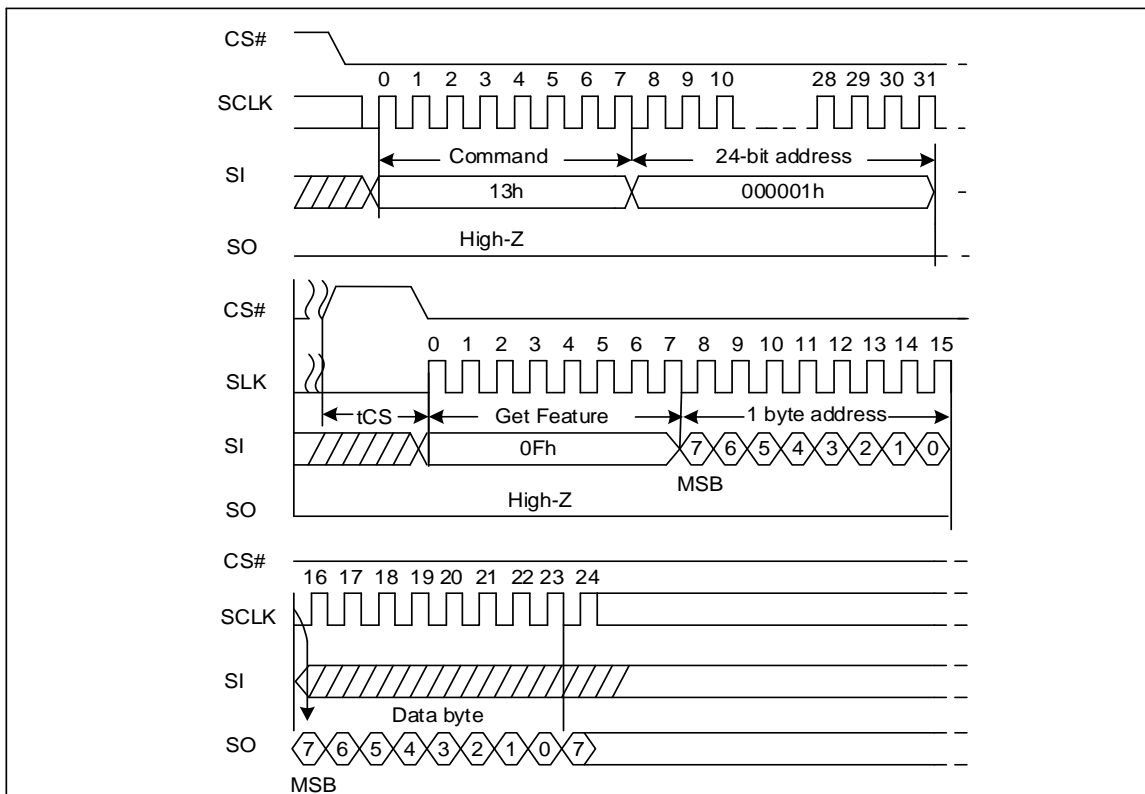 CS#
0 1 2 3 4 5 6 7 8 9 10 28 29 30 31
SCLK
Command 24-bit address
SI
13h 000001h
High-Z
SO
CS#
0 1 2 3 4 5 6 7 8 9 10 11 12 13 14 15
SLK
tCS Get Feature 1 byte address
SI
0Fh 7 6 5 4 3 2 1 0
MSB
High-Z
SO
CS#
16 17 18 19 20 21 22 23 24
SCLK
SI
Data byte
SO 7 6 5 4 3 2 1 0 7
MSB